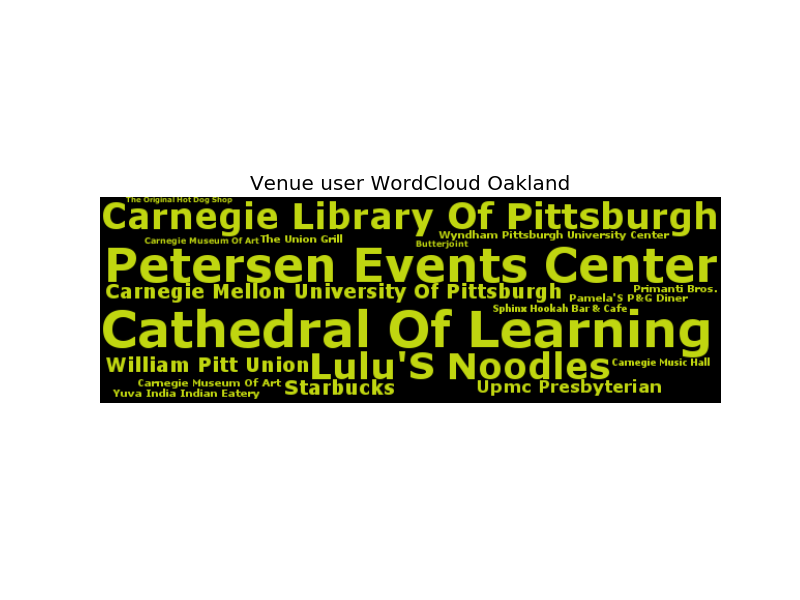 Venue user WordCloud Oakland
The Original Hot Dog Shop
Carnegie Library Of Pittsburgh
Wyndham Pittsburgh University Center
Carnegie Museum Of Art
The Union Grill
Butterjoint
Petersen Events Center
Carnegie Mellon University Of Pittsburgh
Primanti Bros.
Pamela'S P&G Diner
Sphinx Hookah Bar & Cafe
Cathedral Of Learning
William Pitt Union
Lulu'S Noodles
Carnegie Music Hall
Carnegie Museum Of Art
Starbucks
Upmc Presbyterian
Yuva India Indian Eatery